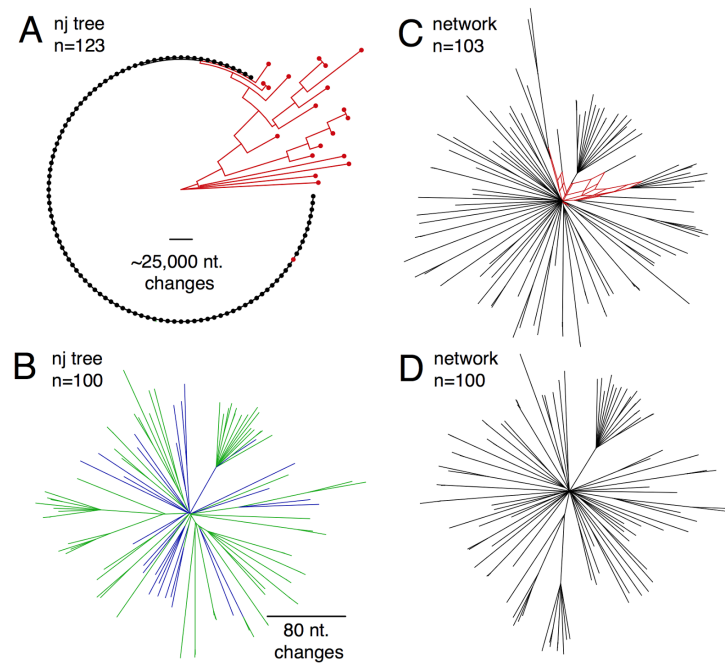 A
nj tree
n=123
~25,000 nt.
changes
B
nj tree
n=100
80 nt.
changes
C
network
n=103
D
network
n=100